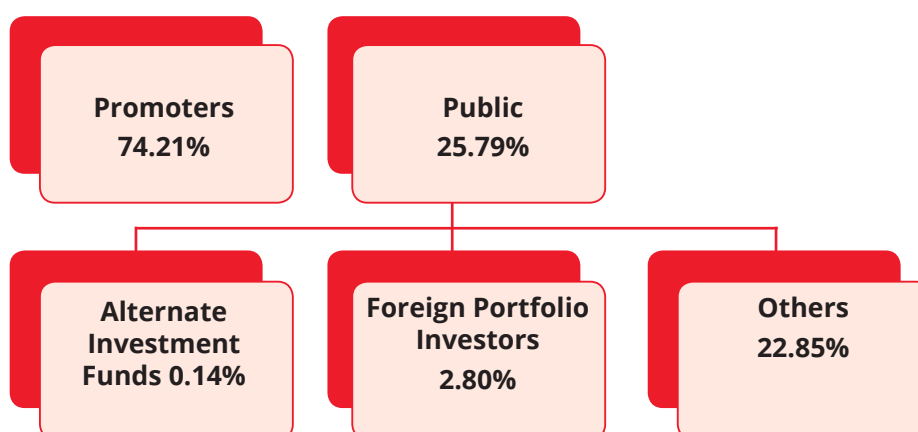 Promoters
74.21%
Public
25.79%
Alternate
Investment
Funds 0.14%
Foreign Portfolio
Investors
2.80%
Others
22.85%